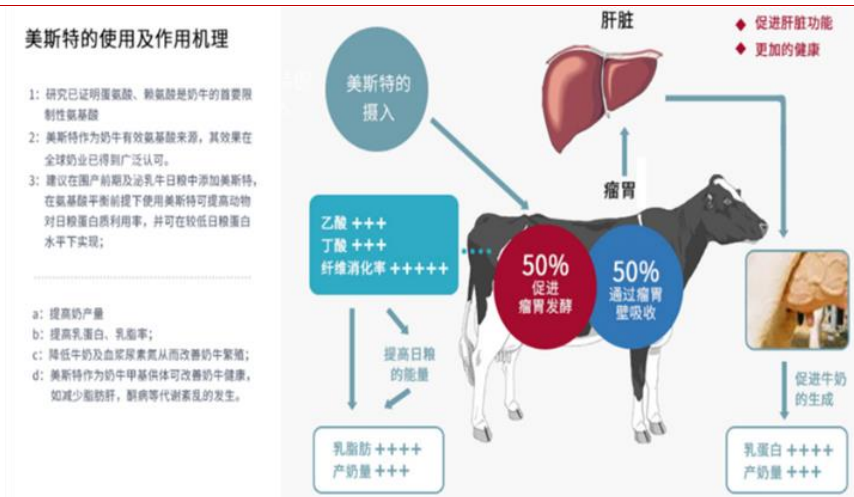 美斯特的使用及作用机理
1：研究已证明蛋氨酸、赖氨酸是奶牛的首要限
制性氨基酸
2：美斯特作为奶牛有效氨基酸来源，其效果在
全球奶业已得到广泛认可。
3：建议在围产前期及泌乳牛日粮中添加美斯特，
在氨基酸平衡前提下使用美斯特可提高动物
对日粮蛋白质利用率，并可在较低日粮蛋白
水平下实现；
a：提高奶产量
b：提高乳蛋白、乳脂率；
c：降低牛奶及血浆尿素氮从而改善奶牛繁殖；
d：美斯特作为奶牛甲基供体可改善奶牛健康，
如减少脂肪肝，酮病等代谢紊乱的发生。
美斯特的
摄入
肝脏
促进肝脏功能
更加的健康
瘤胃
乙酸 +++
丁酸 +++
纤维消化率 +++++
50%
促进
瘤胃发酵
50%
通过瘤胃
壁吸收
提高日粮
的能量
乳脂肪 ++++
产奶量 +++
促进牛奶
的生成
乳蛋白 ++++
产奶量 +++